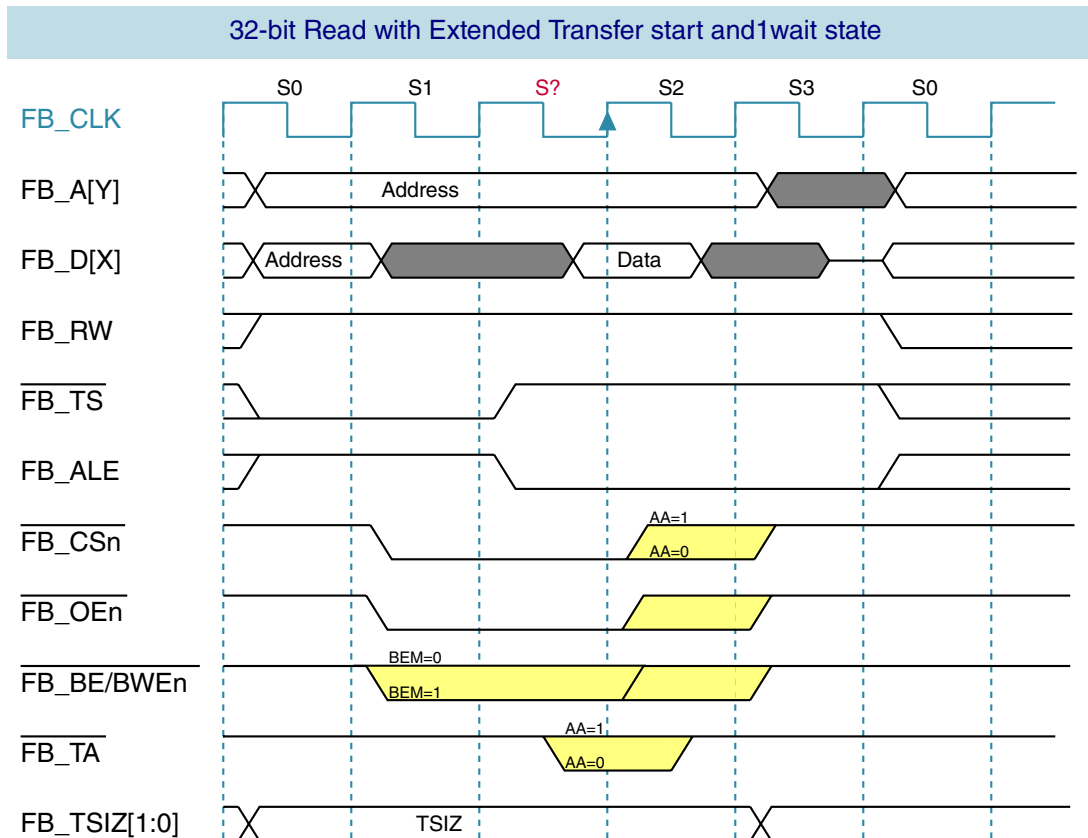 32-bit Read with Extended Transfer start and1wait state
S0 S1 S? S2 S3 S0
FB_CLK
FB_A[Y] Address
FB_D[X] Address Data
FB_RW
FB_TS
FB_ALE
AA=1
FB_CSn
AA=0
FB_OEn
BEM=0
FB_BE/BWEn
BEM=1
AA=1
FB_TA
AA=0
FB_TSIZ[1:0] TSIZ